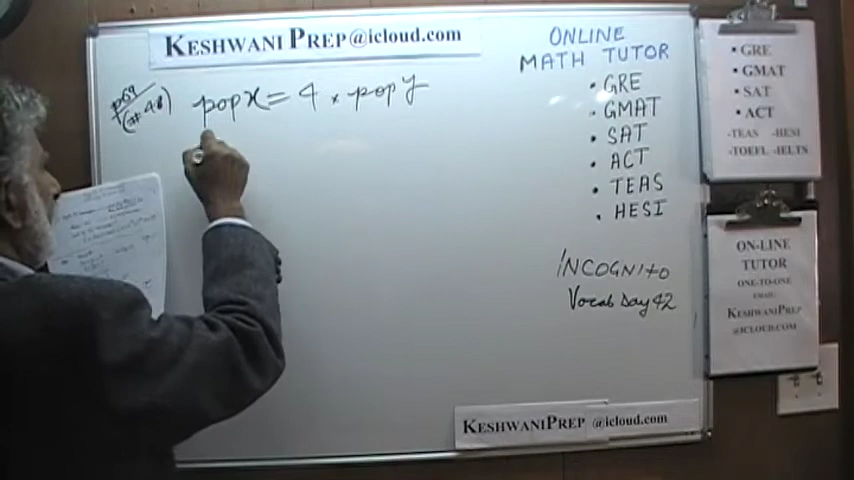 KESHWANI PREP@icloud.com
p69
(#48)
pop x = 4 × pop y
ONLINE
MATH TUTOR
• GRE
• GMAT
• SAT
• ACT
• TEAS
• HESI
iNCOGNiTO
Vocab Day 42
KESHWANIPREP @icloud.com
• GRE
• GMAT
• SAT
• ACT
-TEAS -HESI
-TOEFL -IELTS
ON-LINE
TUTOR
ONE-TO-ONE
EMAIL:
KESHWANIPREP
@ICLOUD.COM